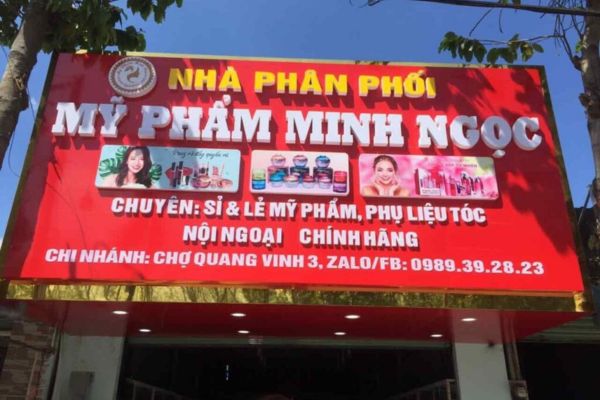 NHÀ PHÂN PHỐI
MỸ PHẨM MINH NGỌC
CHUYÊN: SỈ & LẺ MỸ PHẨM, PHỤ LIỆU TÓC
NỘI NGOẠI CHÍNH HÃNG
CHI NHÁNH: CHỢ QUANG VINH 3, ZALO/FB: 0989.39.28.23